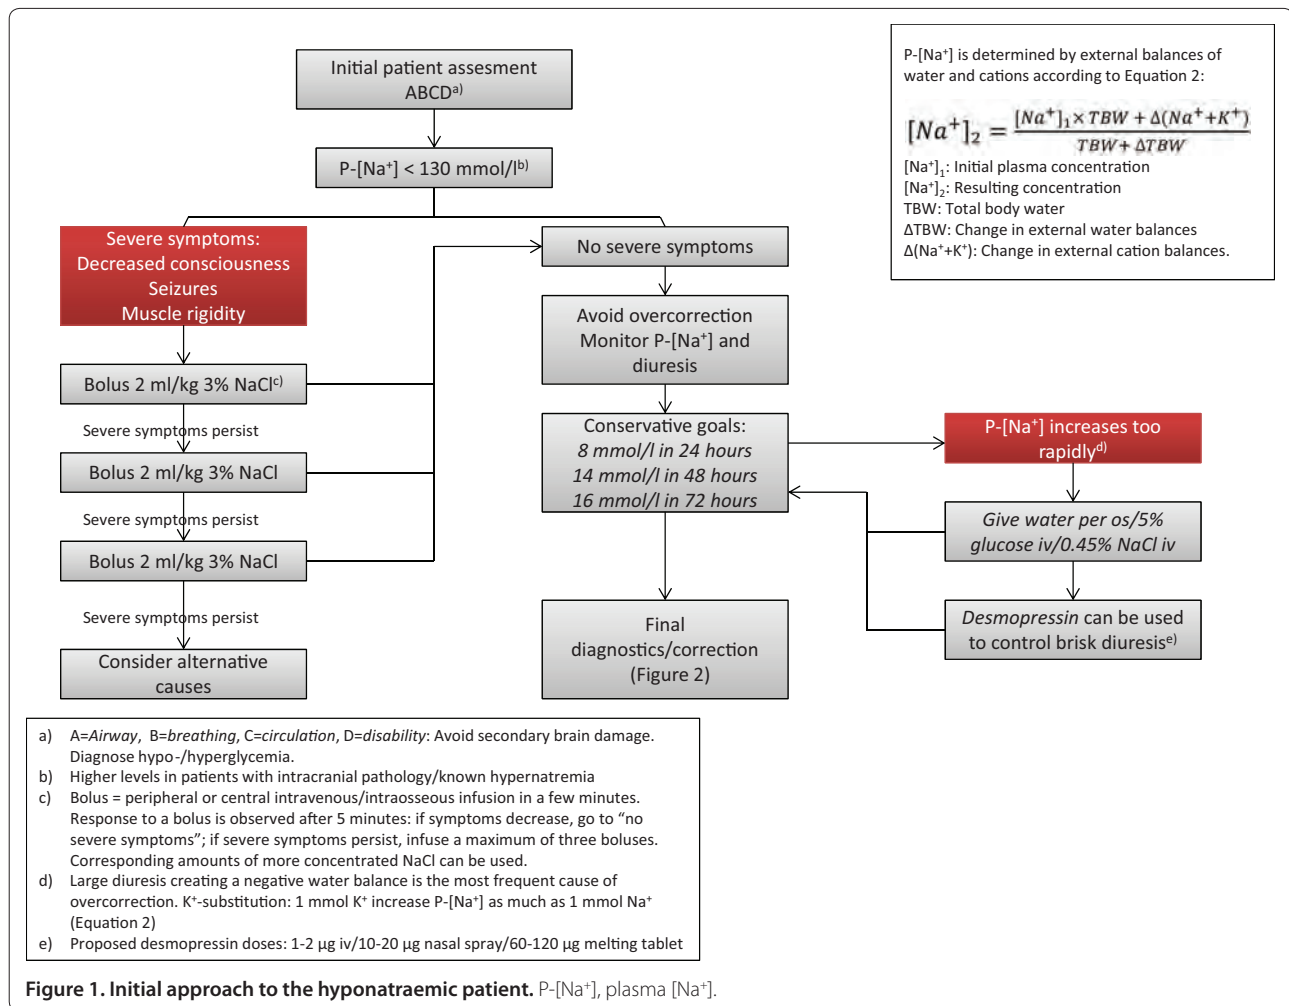 Initial patient assesment
ABCDa)
P-[Na+] < 130 mmol/lb)
P-[Na+] is determined by external balances of
water and cations according to Equation 2:
[Na+]2 = [Na+]1 × TBW + Δ(Na+ + K+) / TBW + ΔTBW
[Na+]1: Initial plasma concentration
[Na+]2: Resulting concentration
TBW: Total body water
ΔTBW: Change in external water balances
Δ(Na++K+): Change in external cation balances.
Severe symptoms:
Decreased consciousness
Seizures
Muscle rigidity
Bolus 2 ml/kg 3% NaClc)
Severe symptoms persist
Bolus 2 ml/kg 3% NaCl
Severe symptoms persist
Bolus 2 ml/kg 3% NaCl
Severe symptoms persist
Consider alternative
causes
No severe symptoms
Avoid overcorrection
Monitor P-[Na+] and
diuresis
Conservative goals:
8 mmol/l in 24 hours
14 mmol/l in 48 hours
16 mmol/l in 72 hours
Final
diagnostics/correction
(Figure 2)
P-[Na+] increases too
rapidlyd)
Give water per os/5%
glucose iv/0.45% NaCl iv
Desmopressin can be used
to control brisk diuresise)
a) A=Airway, B=breathing, C=circulation, D=disability: Avoid secondary brain damage.
Diagnose hypo-/hyperglycemia.
b) Higher levels in patients with intracranial pathology/known hypernatremia
c) Bolus = peripheral or central intravenous/intraosseous infusion in a few minutes.
Response to a bolus is observed after 5 minutes: if symptoms decrease, go to “no
severe symptoms”; if severe symptoms persist, infuse a maximum of three boluses.
Corresponding amounts of more concentrated NaCl can be used.
d) Large diuresis creating a negative water balance is the most frequent cause of
overcorrection. K+-substitution: 1 mmol K+ increase P-[Na+] as much as 1 mmol Na+
(Equation 2)
e) Proposed desmopressin doses: 1-2 µg iv/10-20 µg nasal spray/60-120 µg melting tablet
Figure 1. Initial approach to the hyponatraemic patient. P-[Na+], plasma [Na+].